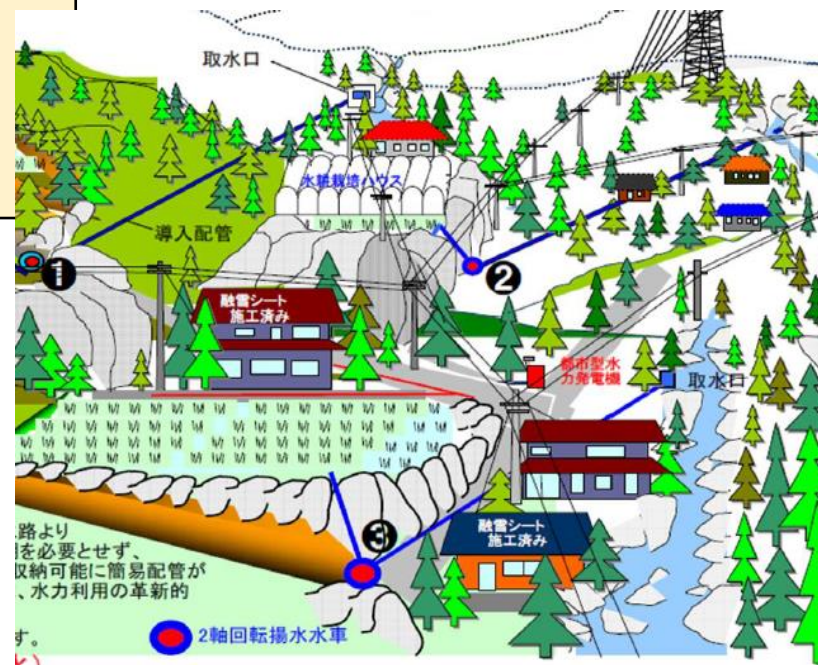 取水口
水耕栽培ハウス
導入配管
❶
❷
融雪シート
施工済み
都市型水
力発電機
取水口
❸
路より
を必要とせず、
収納可能に簡易配管が
、水力利用の革新的
融雪シート
施工済み
す。
2軸回転揚水水車